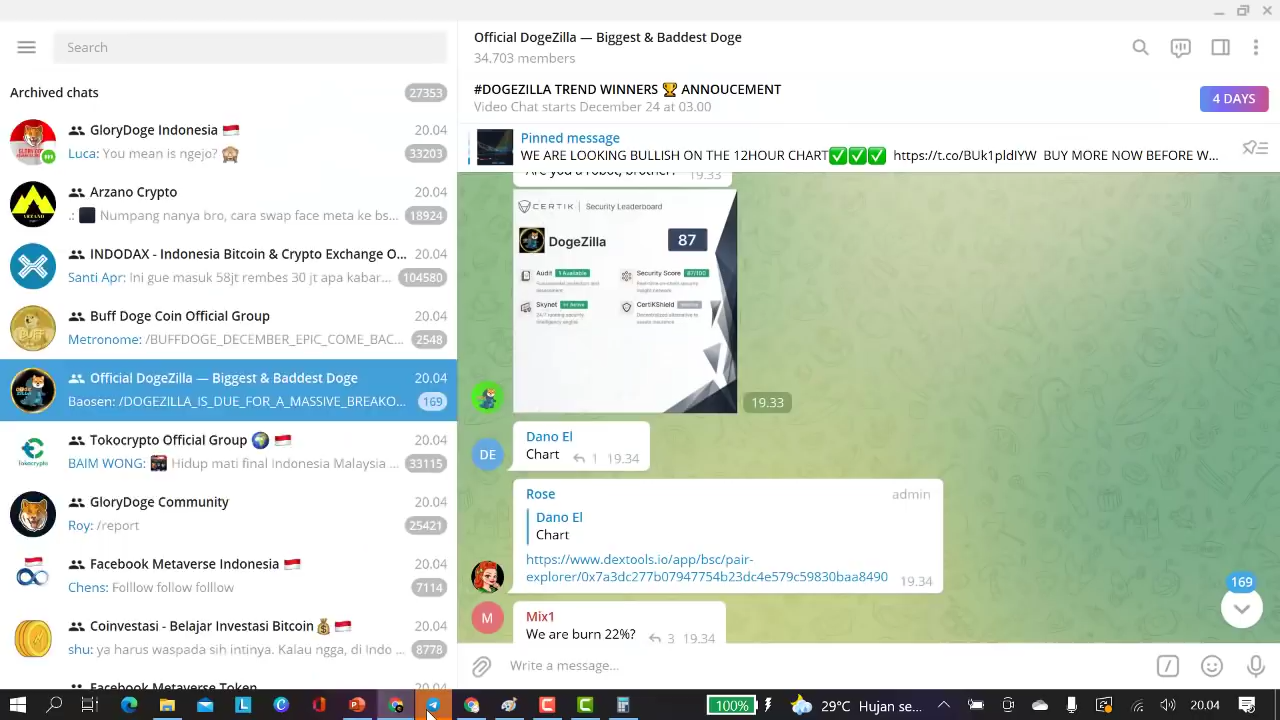 Search
Archived chats
27353
GloryDoge Indonesia 🇮🇩
20.04
Luca: You mean is ngejo? 🙊
33203
Arzano Crypto
20.04
.: Numpang nanya bro, cara swap face meta ke bs...
18924
INDODAX - Indonesia Bitcoin & Crypto Exchange O...
20.04
Santi Apr: Ini gue masuk 58jt rembes 30 jt apa kabar...
104580
Buff Doge Coin Official Group
20.04
Metronome: /BUFFDOGE_DECEMBER_EPIC_COME_BAC...
2548
Official DogeZilla — Biggest & Baddest Doge
20.04
Baosen: /DOGEZILLA_IS_DUE_FOR_A_MASSIVE_BREAKO...
169
Tokocrypto Official Group 🌍 🇮🇩
20.04
BAIM WONG: Hidup mati final Indonesia Malaysia ...
33115
GloryDoge Community
20.04
Roy: /report
25421
Facebook Metaverse Indonesia 🇮🇩
20.04
Chens: Folllow follow folllow
7114
Coinvestasi - Belajar Investasi Bitcoin💰 🇮🇩
20.04
shu: ya harus waspada sih intinya. Kalau ngga, di Indo ...
8778
Facebook Metaverse Token
Official DogeZilla — Biggest & Baddest Doge
34,703 members
#DOGEZILLA TREND WINNERS 🏆 ANNOUCEMENT
Video Chat starts December 24 at 03.00
4 DAYS
Pinned message
WE ARE LOOKING BULLISH ON THE 12HOUR CHART✅✅✅ https://t.co/BUk1pldIYW BUY MORE NOW BEFORE W...
Are you a robot, brother? 19.33
CERTIK Security Leaderboard
DogeZilla 87
Audit 1 Available
Security Score 87/100
Skynet
CertiKShield
19.33
DE
Dano El
Chart 1 19.34
Rose admin
Dano El
Chart
https://www.dextools.io/app/bsc/pair-
explorer/0x7a3dc277b07947754b23dc4e579c59830baa8490 19.34
M
Mix1
We are burn 22%? 3 19.34
169
Write a message...
100%
29°C Hujan se...
20.04